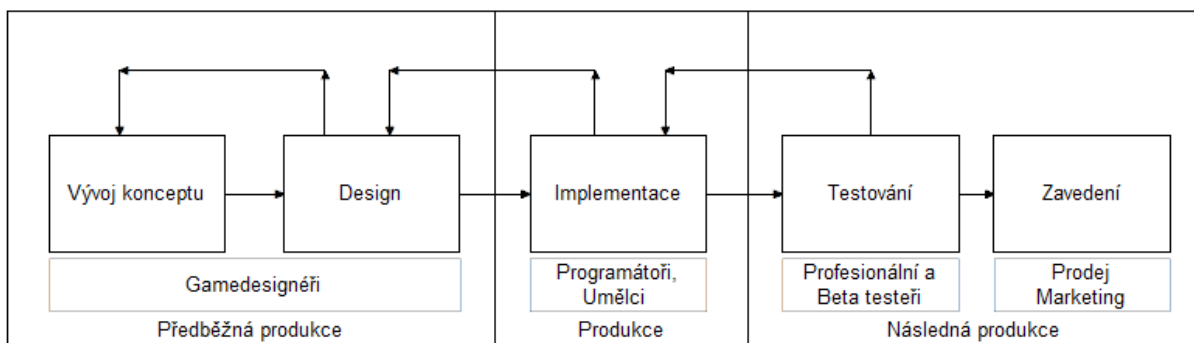 Vývoj konceptu
Design
Implementace
Testování
Zavedení
Gamedesignéři
Programátoři,
Umělci
Profesionální a
Beta testeři
Prodej
Marketing
Předběžná produkce
Produkce
Následná produkce